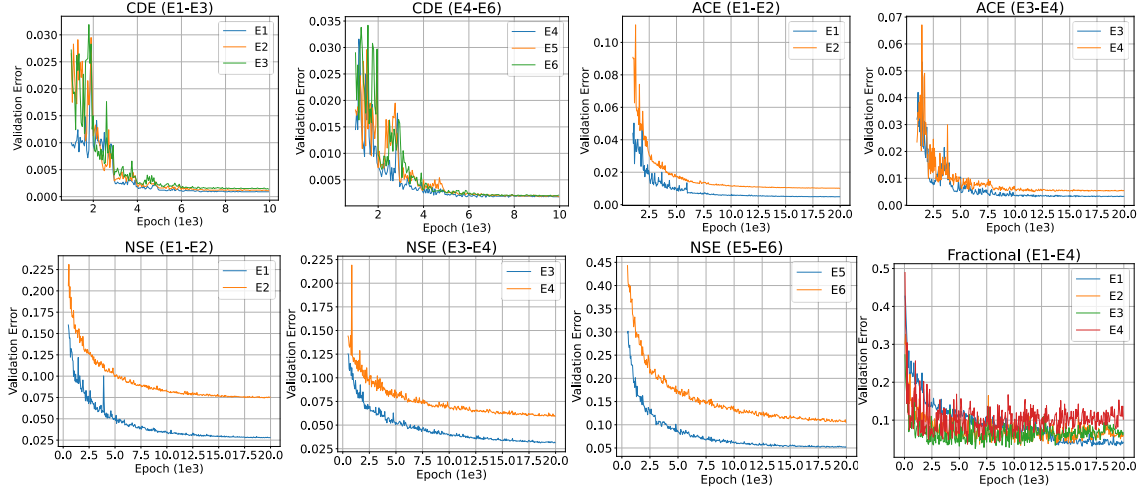 CDE (E1-E3)
Validation Error
0.030
0.025
0.020
0.015
0.010
0.005
0.000
E1
E2
E3
2 4 6 8 10
Epoch (1e3)
CDE (E4-E6)
Validation Error
0.035
0.030
0.025
0.020
0.015
0.010
0.005
E4
E5
E6
2 4 6 8 10
Epoch (1e3)
ACE (E1-E2)
Validation Error
0.10
0.08
0.06
0.04
0.02
0.00
E1
E2
2.5 5.0 7.5 10.0 12.5 15.0 17.5 20.0
Epoch (1e3)
ACE (E3-E4)
Validation Error
0.07
0.06
0.05
0.04
0.03
0.02
0.01
0.00
E3
E4
2.5 5.0 7.5 10.0 12.5 15.0 17.5 20.0
Epoch (1e3)
NSE (E1-E2)
Validation Error
0.225
0.200
0.175
0.150
0.125
0.100
0.075
0.050
0.025
E1
E2
0.0 2.5 5.0 7.5 10.0 12.5 15.0 17.5 20.0
Epoch (1e3)
NSE (E3-E4)
Validation Error
0.225
0.200
0.175
0.150
0.125
0.100
0.075
0.050
0.025
E3
E4
0.0 2.5 5.0 7.5 10.0 12.5 15.0 17.5 20.0
Epoch (1e3)
NSE (E5-E6)
Validation Error
0.45
0.40
0.35
0.30
0.25
0.20
0.15
0.10
0.05
E5
E6
0.0 2.5 5.0 7.5 10.0 12.5 15.0 17.5 20.0
Epoch (1e3)
Fractional (E1-E4)
Validation Error
0.5
0.4
0.3
0.2
0.1
E1
E2
E3
E4
0.0 2.5 5.0 7.5 10.0 12.5 15.0 17.5 20.0
Epoch (1e3)